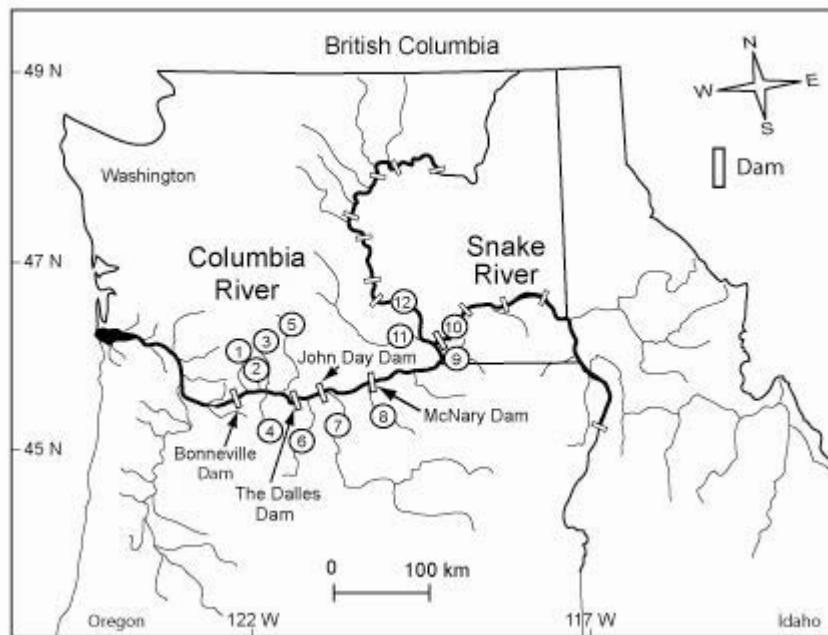 British Columbia
49 N
N
W
E
S
Washington
Dam
47 N
Columbia
River
Snake
River
12
5
10
11
3
1
2
9
John Day Dam
McNary Dam
8
7
4
6
45 N
Bonneville
Dam
The Dalles
Dam
0
100 km
Oregon
122 W
117 W
Idaho